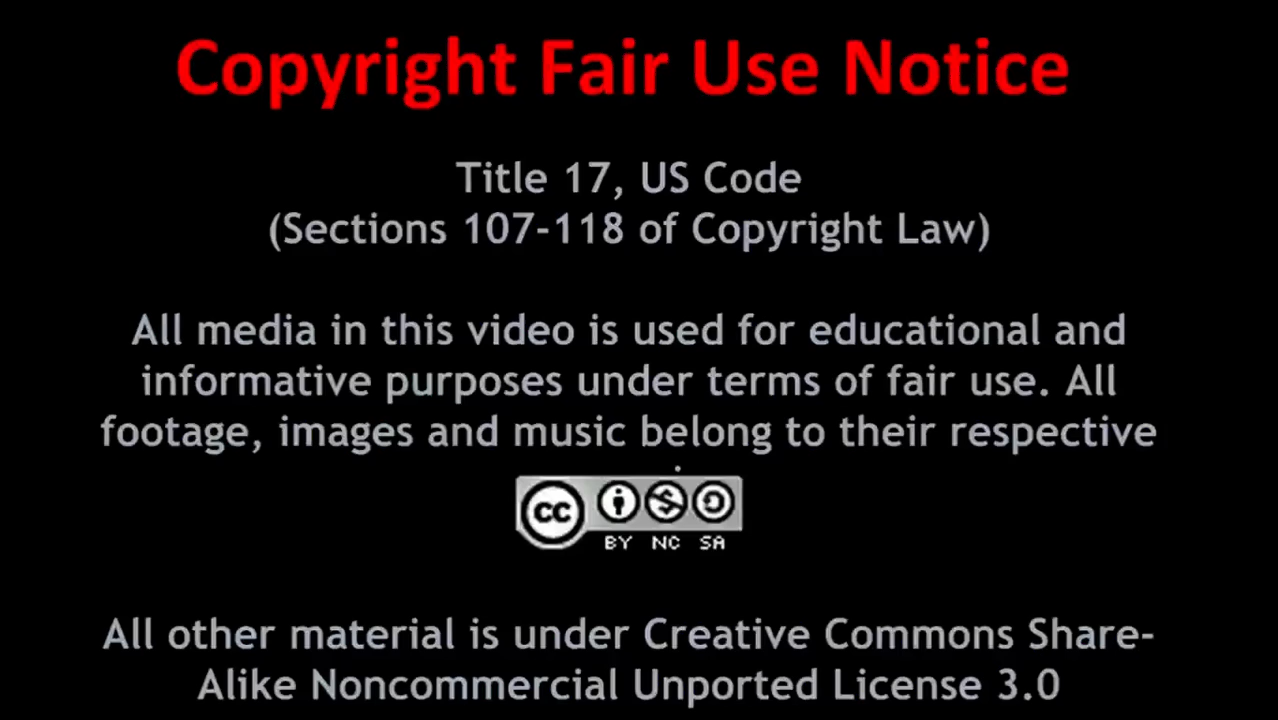 Copyright Fair Use Notice
Title 17, US Code
(Sections 107-118 of Copyright Law)
All media in this video is used for educational and
informative purposes under terms of fair use. All
footage, images and music belong to their respective
.
cc
BY NC SA
All other material is under Creative Commons Share-
Alike Noncommercial Unported License 3.0